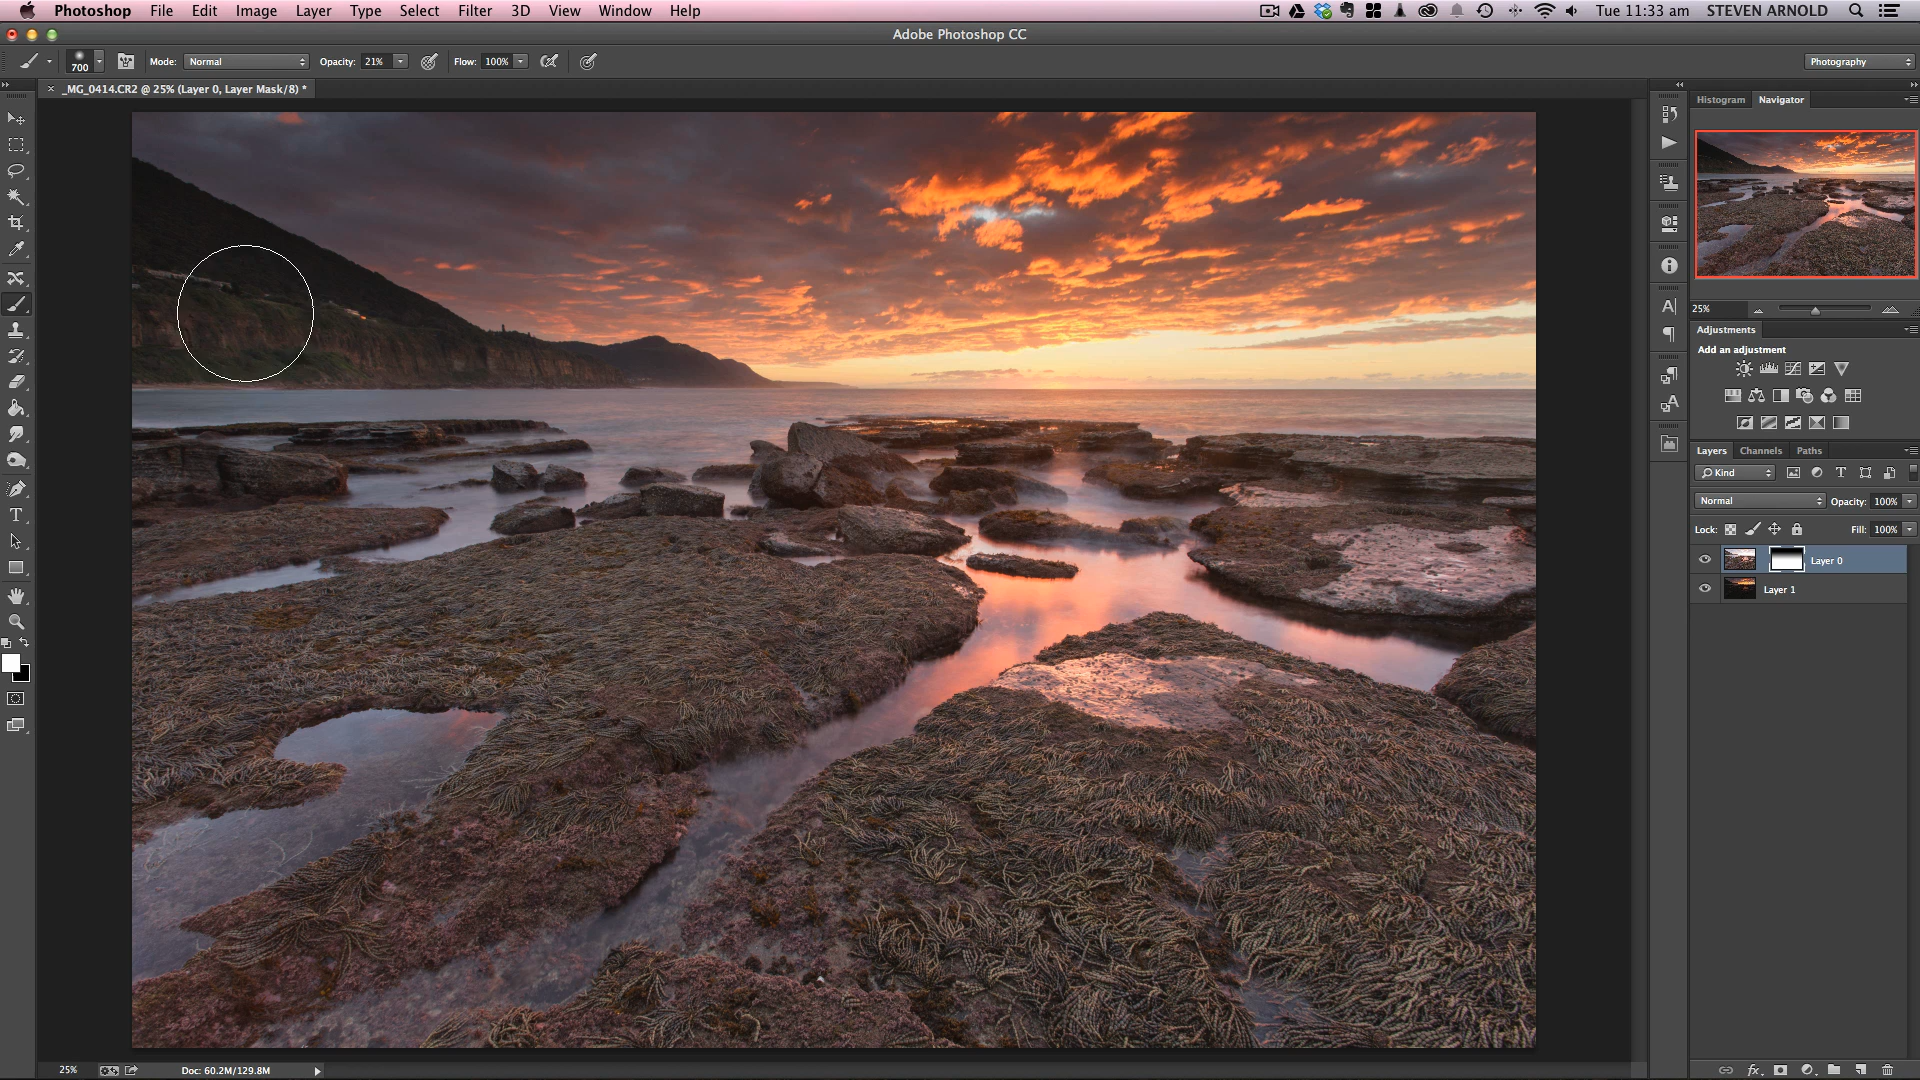 Photoshop File Edit Image Layer Type Select Filter 3D View Window Help Tue 11:33 am STEVEN ARNOLD
Adobe Photoshop CC
700 Mode: Normal Opacity: 21% Flow: 100% Photography
_MG_0414.CR2 @ 25% (Layer 0, Layer Mask/8) *
Histogram Navigator
25%
Adjustments
Add an adjustment
Layers Channels Paths
Kind
Normal Opacity: 100%
Lock: Fill: 100%
Layer 0
Layer 1
25% Doc: 60.2M/129.8M